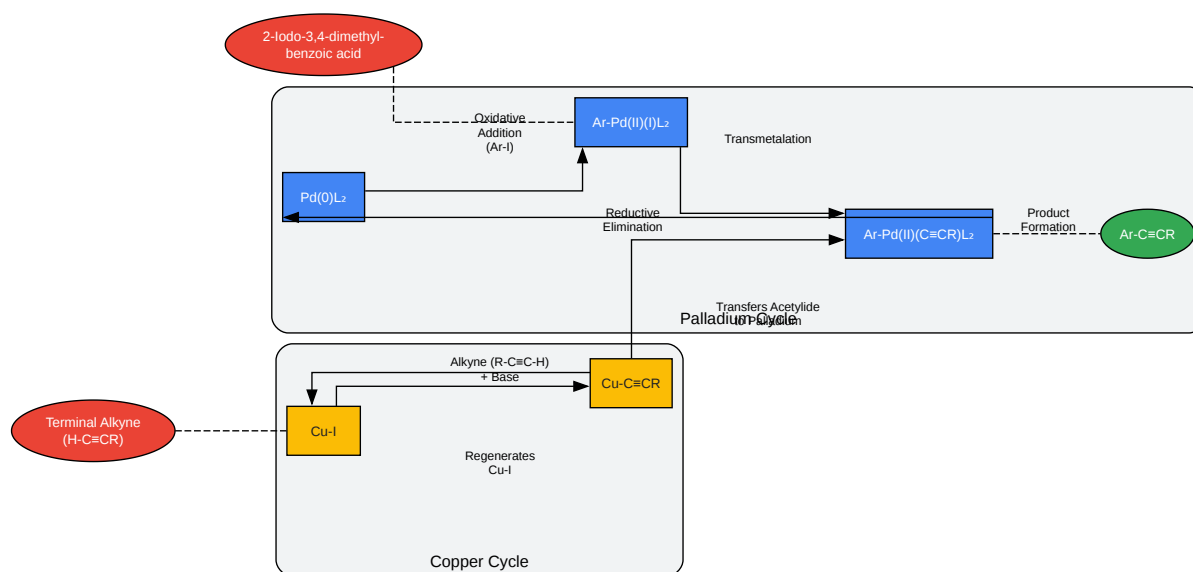 2-Iodo-3,4-dimethyl-
benzoic acid
Oxidative
Addition
(Ar-I)
Ar-Pd(II)(I)L₂
Transmetalation
Pd(0)L₂
Reductive
Elimination
Ar-Pd(II)(C≡CR)L₂
Product
Formation
Ar-C≡CR
Transfers Acetylide
to Palladium
Palladium Cycle
Alkyne (R-C≡C-H)
+ Base
Cu-C≡CR
Terminal Alkyne
(H-C≡CR)
Cu-I
Regenerates
Cu-I
Copper Cycle